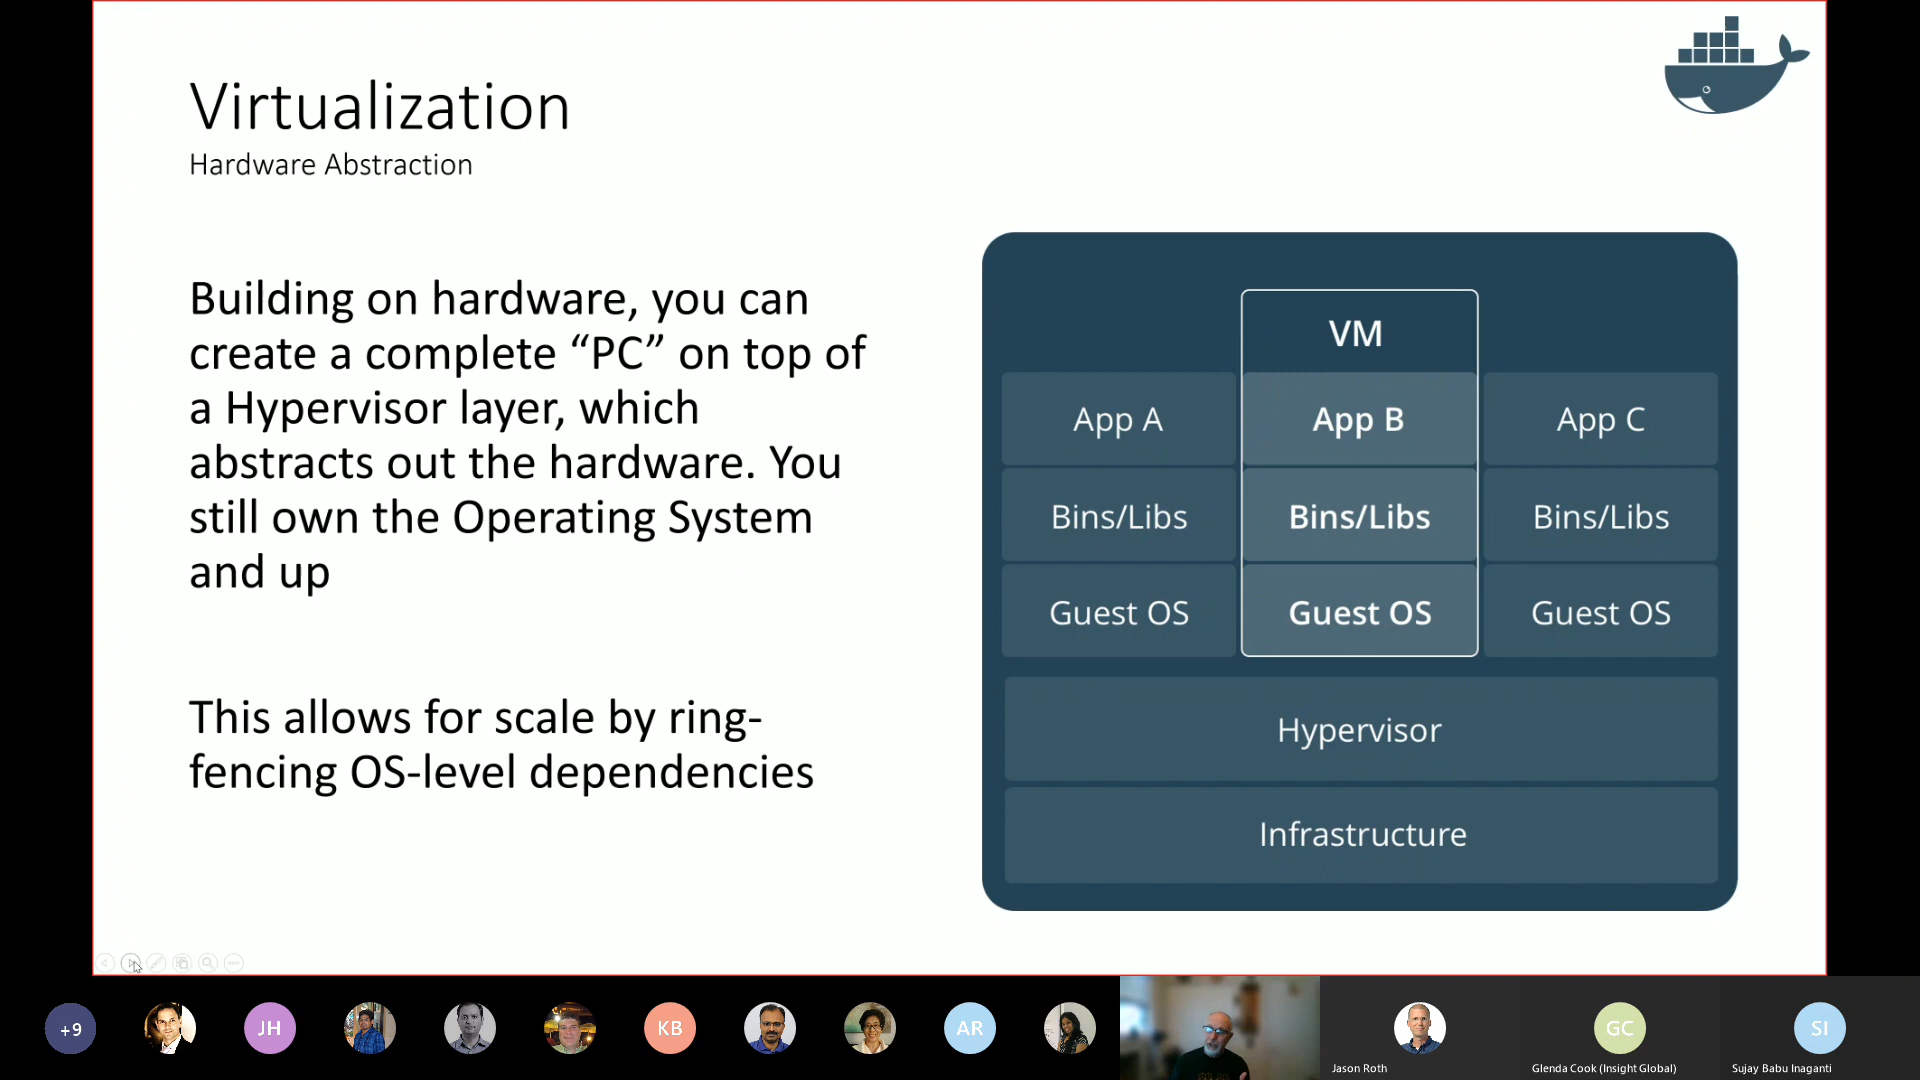 Virtualization
Hardware Abstraction
Building on hardware, you can
create a complete “PC” on top of
a Hypervisor layer, which
abstracts out the hardware. You
still own the Operating System
and up
This allows for scale by ring-
fencing OS-level dependencies
VM
App A
App B
App C
Bins/Libs
Bins/Libs
Bins/Libs
Guest OS
Guest OS
Guest OS
Hypervisor
Infrastructure
+9
JH
KB
AR
GC
SI
Jason Roth
Glenda Cook (Insight Global)
Sujay Babu Inaganti